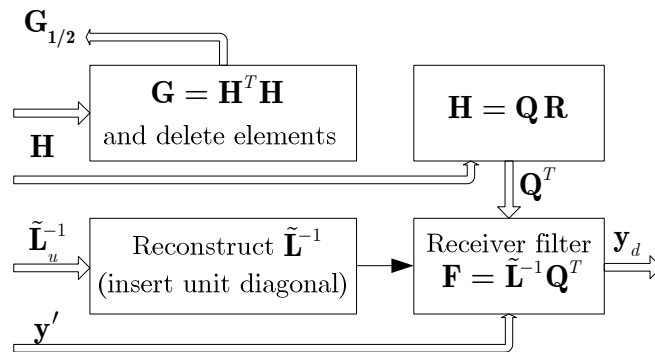 G_{1/2}
G = H^T H
and delete elements
H = Q R
H
Q^T
L̃_u^{-1}
Reconstruct L̃^{-1}
(insert unit diagonal)
Receiver filter
F = L̃^{-1} Q^T
y_d
y′